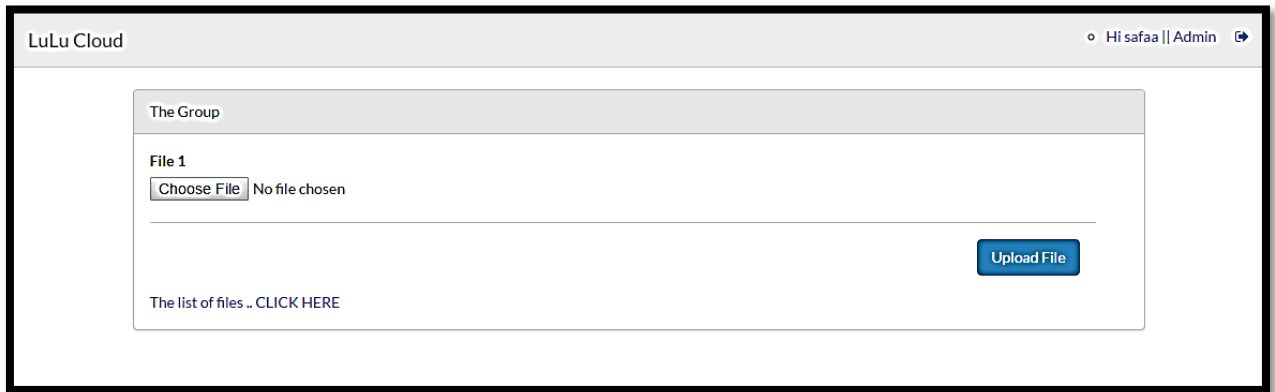 LuLu Cloud
Hi safaa || Admin
The Group
File 1
Choose File No file chosen
Upload File
The list of files .. CLICK HERE